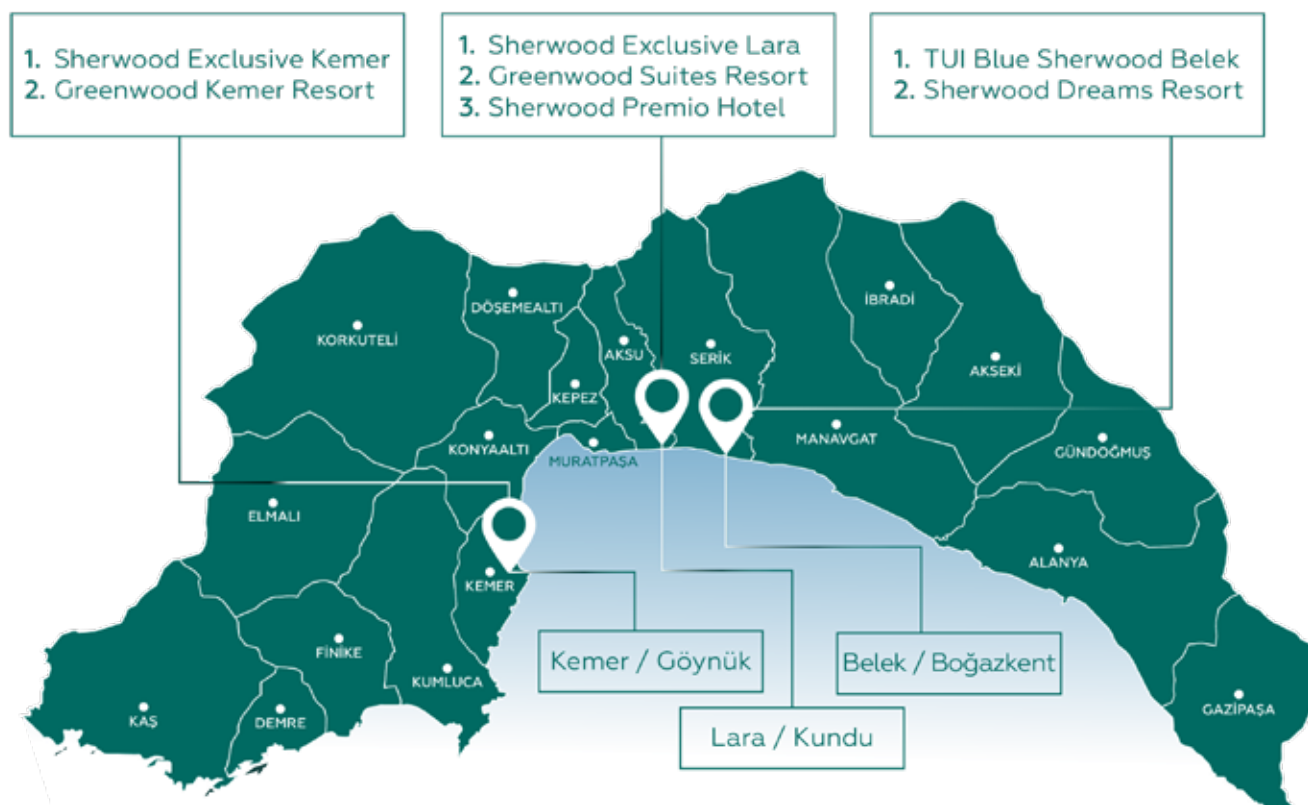 1. Sherwood Exclusive Kemer
2. Greenwood Kemer Resort
1. Sherwood Exclusive Lara
2. Greenwood Suites Resort
3. Sherwood Premio Hotel
1. TUI Blue Sherwood Belek
2. Sherwood Dreams Resort
KORKUTELİ
DÖŞEMEALTI
KEPEZ
AKSU
SERİK
İBRADİ
AKSEKİ
MANAVGAT
GÜNDOĞMUŞ
KONYAALTI
MURATPAŞA
ELMALI
KEMER
ALANYA
FİNİKE
KUMLUCA
KAŞ
DEMRE
GAZİPAŞA
Kemer / Göynük
Belek / Boğazkent
Lara / Kundu